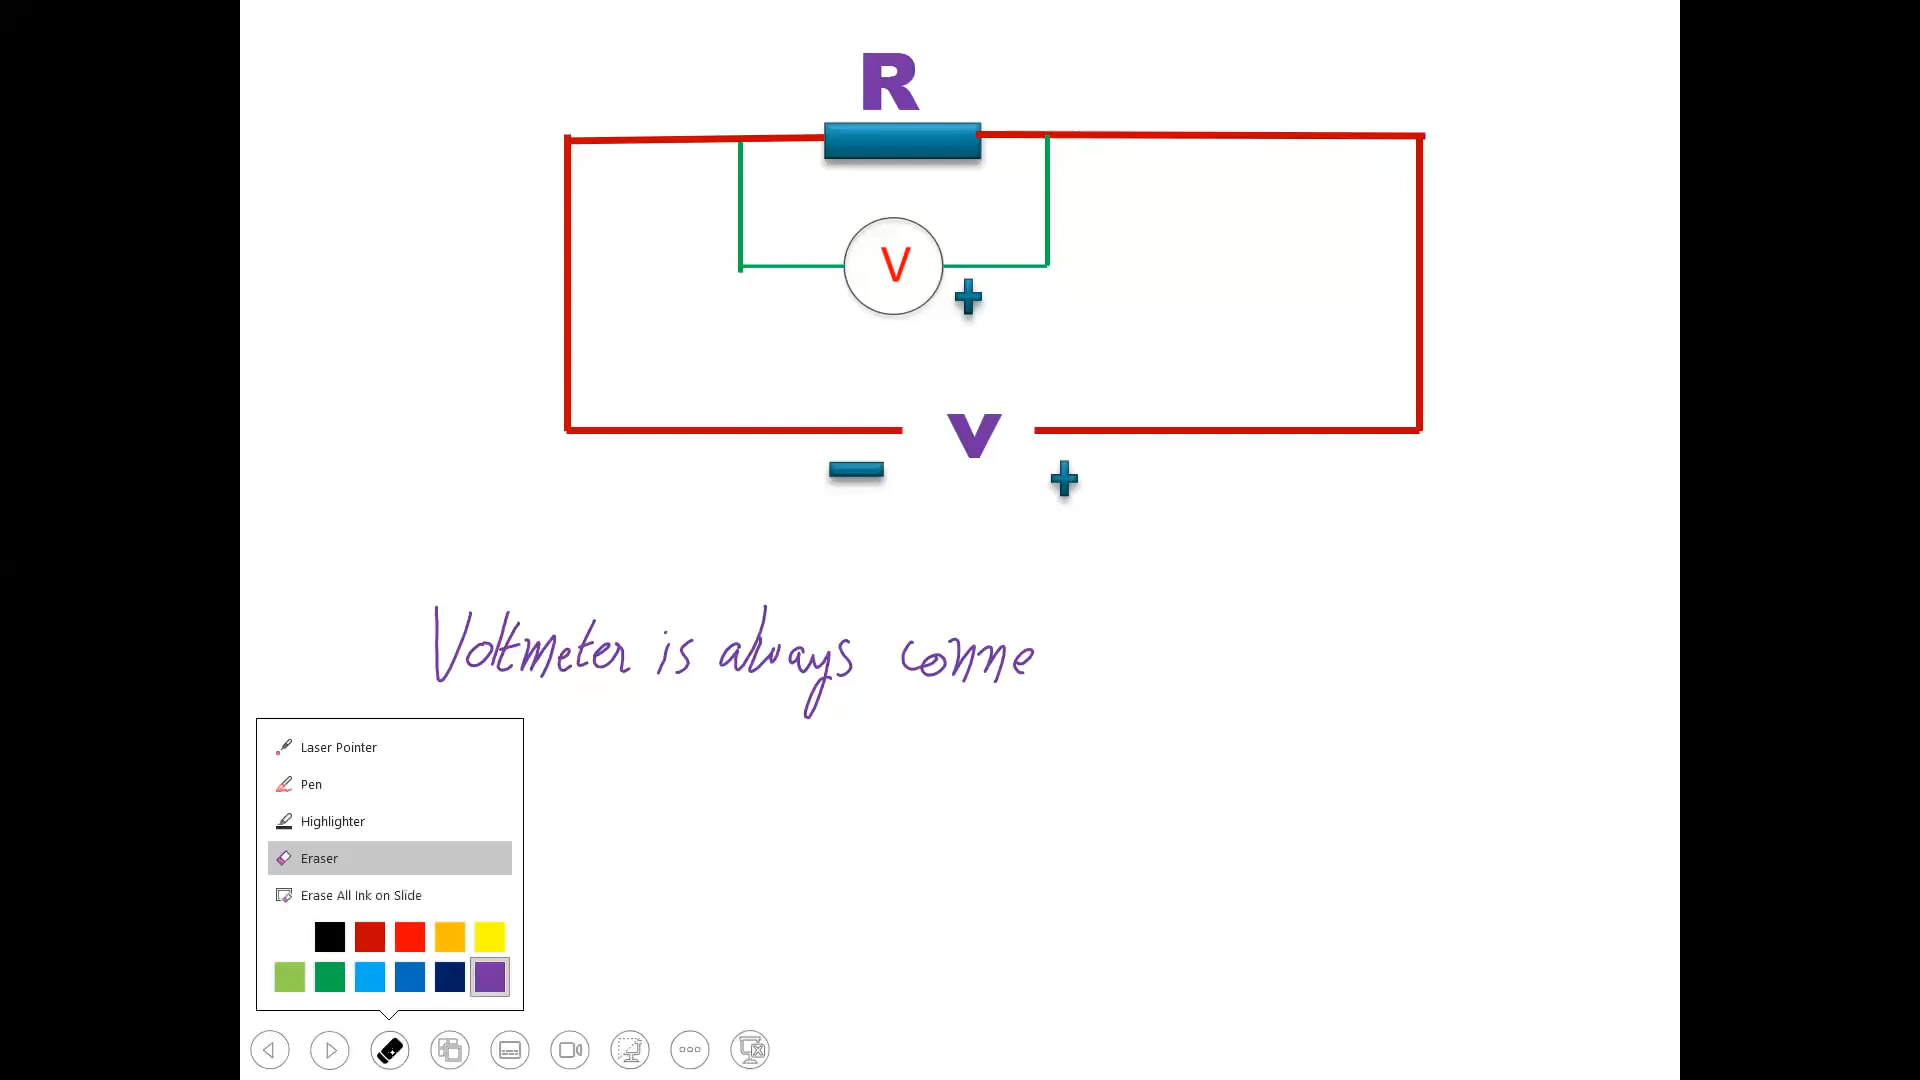 R
V
+
V
− +
Voltmeter is always conne
Laser Pointer
Pen
Highlighter
Eraser
Erase All Ink on Slide